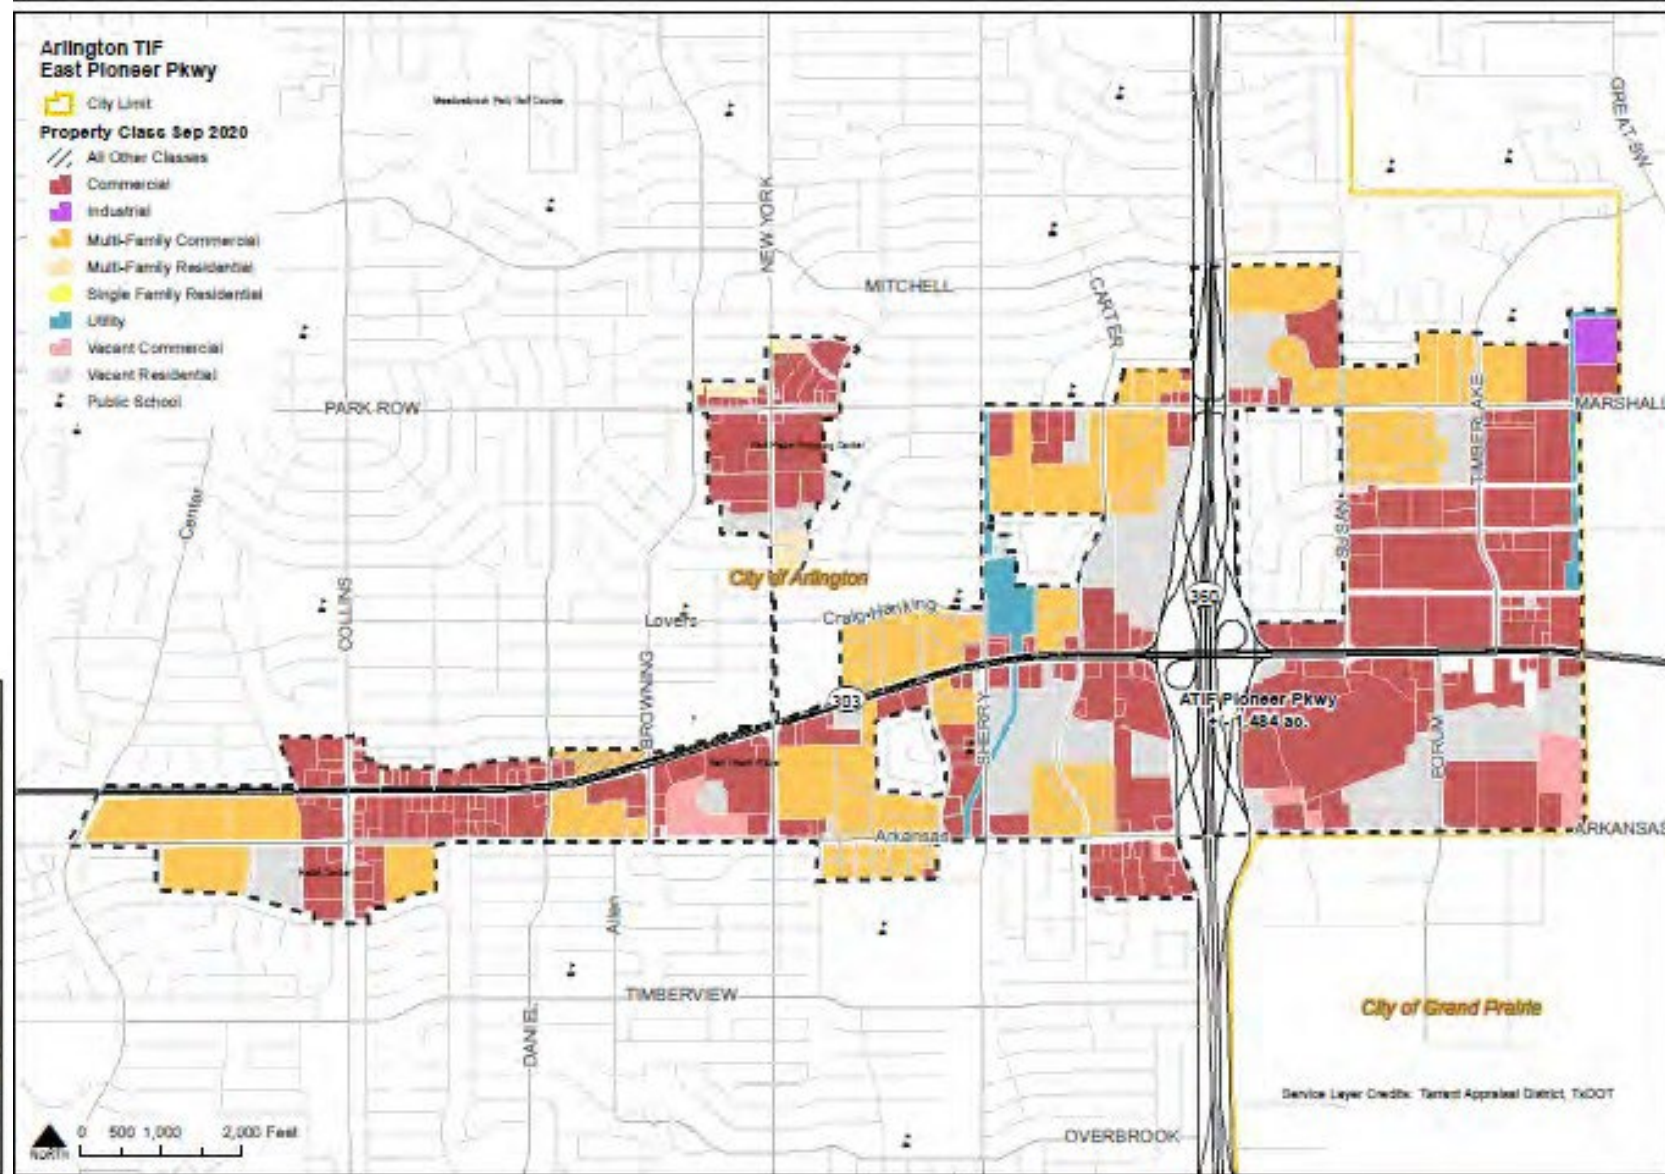 Arlington TIF
East Pioneer Pkwy
City Limit
Property Class Sep 2020
All Other Classes
Commercial
Industrial
Multi-Family Commercial
Multi-Family Residential
Single Family Residential
Utility
Vacant Commercial
Vacant Residential
Public School
GREAT SW
NEW YORK
MITCHELL
CARTER
PARK ROW
MARSHALL
TIMBERLAKE
Center
SUSAN
City of Arlington
COLLINS
Lovers
Craig-Hanking
360
BROWNING
303
SHERRY
ATIF Pioneer Pkwy
+/- 1,484 ac.
FORUM
Arkansas
ARKANSAS
Allen
TIMBERVIEW
DANIEL
City of Grand Prairie
Service Layer Credits: Tarrant Appraisal District, TxDOT
NORTH
0 500 1,000 2,000 Feet
OVERBROOK